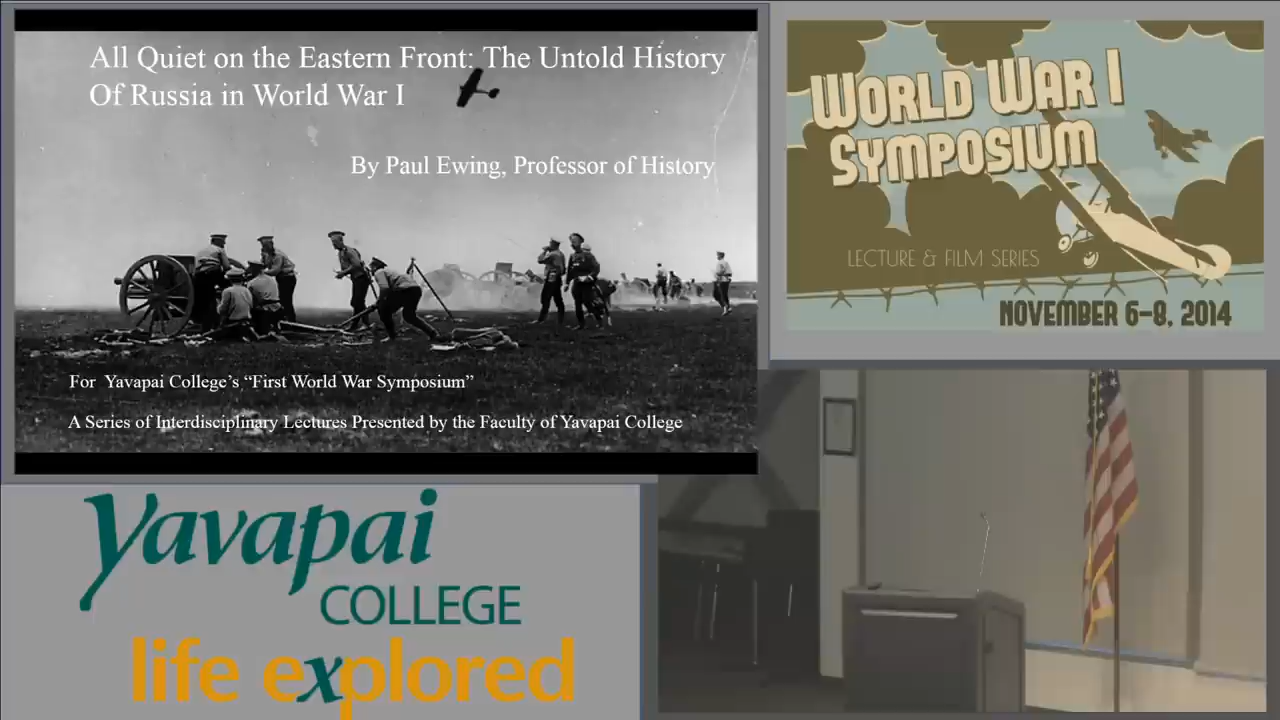 All Quiet on the Eastern Front: The Untold History
Of Russia in World War I
By Paul Ewing, Professor of History
For Yavapai College's “First World War Symposium”
A Series of Interdisciplinary Lectures Presented by the Faculty of Yavapai College
WORLD WAR I
SYMPOSIUM
LECTURE & FILM SERIES
NOVEMBER 6-8, 2014
Yavapai
COLLEGE
life explored